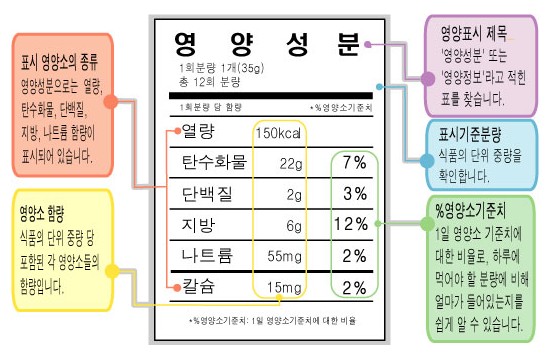 표시 영양소의 종류
영양성분으로는 열량,
탄수화물, 단백질,
지방, 나트륨 함량이
표시되어 있습니다.
영양소 함량
식품의 단위 중량 당
포함된 각 영양소들의
함량입니다.
영 양 성 분
1회분량 1개(35g)
총 12회 분량
1회분량 당 함량 *%영양소기준치
열량 150kcal
탄수화물 22g 7%
단백질 2g 3%
지방 6g 12%
나트륨 55mg 2%
칼슘 15mg 2%
*%영양소기준치: 1일 영양소기준치에 대한 비율
영양표시 제목
'영양성분' 또는
'영양정보'라고 적힌
표를 찾습니다.
표시기준분량
식품의 단위 중량을
확인합니다.
%영양소기준치
1일 영양소 기준치에
대한 비율로, 하루에
먹어야 할 분량에 비해
얼마가 들어있는지를
쉽게 알 수 있습니다.